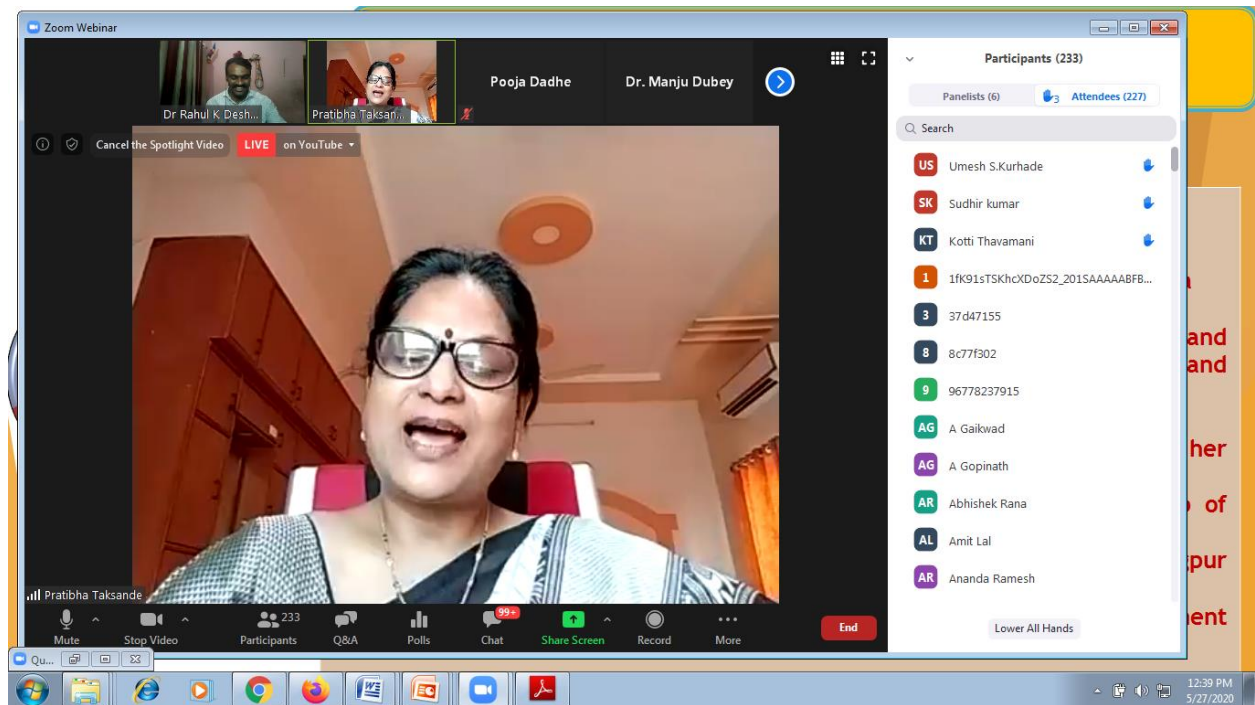 Zoom Webinar
Dr Rahul K Desh...
Pratibha Taksan...
Pooja Dadhe
Dr. Manju Dubey
Cancel the Spotlight Video LIVE on YouTube
Pratibha Taksande
Mute
Stop Video
233
Participants
Q&A
Polls
99+
Chat
Share Screen
Record
More
End
Participants (233)
Panelists (6)
3 Attendees (227)
Search
US Umesh S.Kurhade
SK Sudhir kumar
KT Kotti Thavamani
1 1fK91sTSKhcXDoZS2_201SAAAAABFB...
3 37d47155
8 8c77f302
9 96778237915
AG A Gaikwad
AG A Gopinath
AR Abhishek Rana
AL Amit Lal
AR Ananda Ramesh
Lower All Hands
and
and
her
of
gpur
ent
Qu...
12:39 PM
5/27/2020